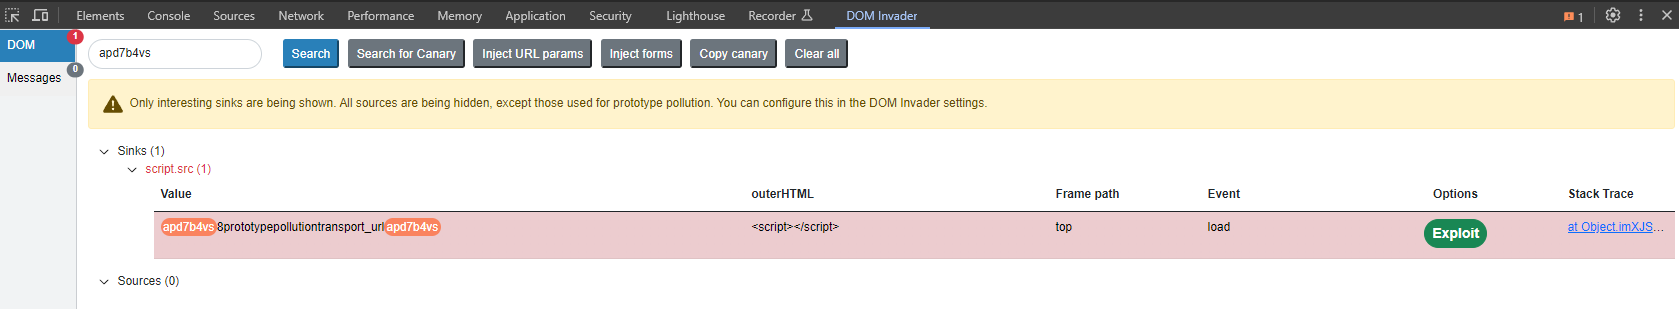 Elements Console Sources Network Performance Memory Application Security Lighthouse Recorder DOM Invader 1
DOM 1
Messages 0
apd7b4vs Search Search for Canary Inject URL params Inject forms Copy canary Clear all
Only interesting sinks are being shown. All sources are being hidden, except those used for prototype pollution. You can configure this in the DOM Invader settings.
Sinks (1)
script.src (1)
Value outerHTML Frame path Event Options Stack Trace
apd7b4vs8prototypepollutiontransport_urlapd7b4vs <script></script> top load Exploit at Object.imXJS...
Sources (0)